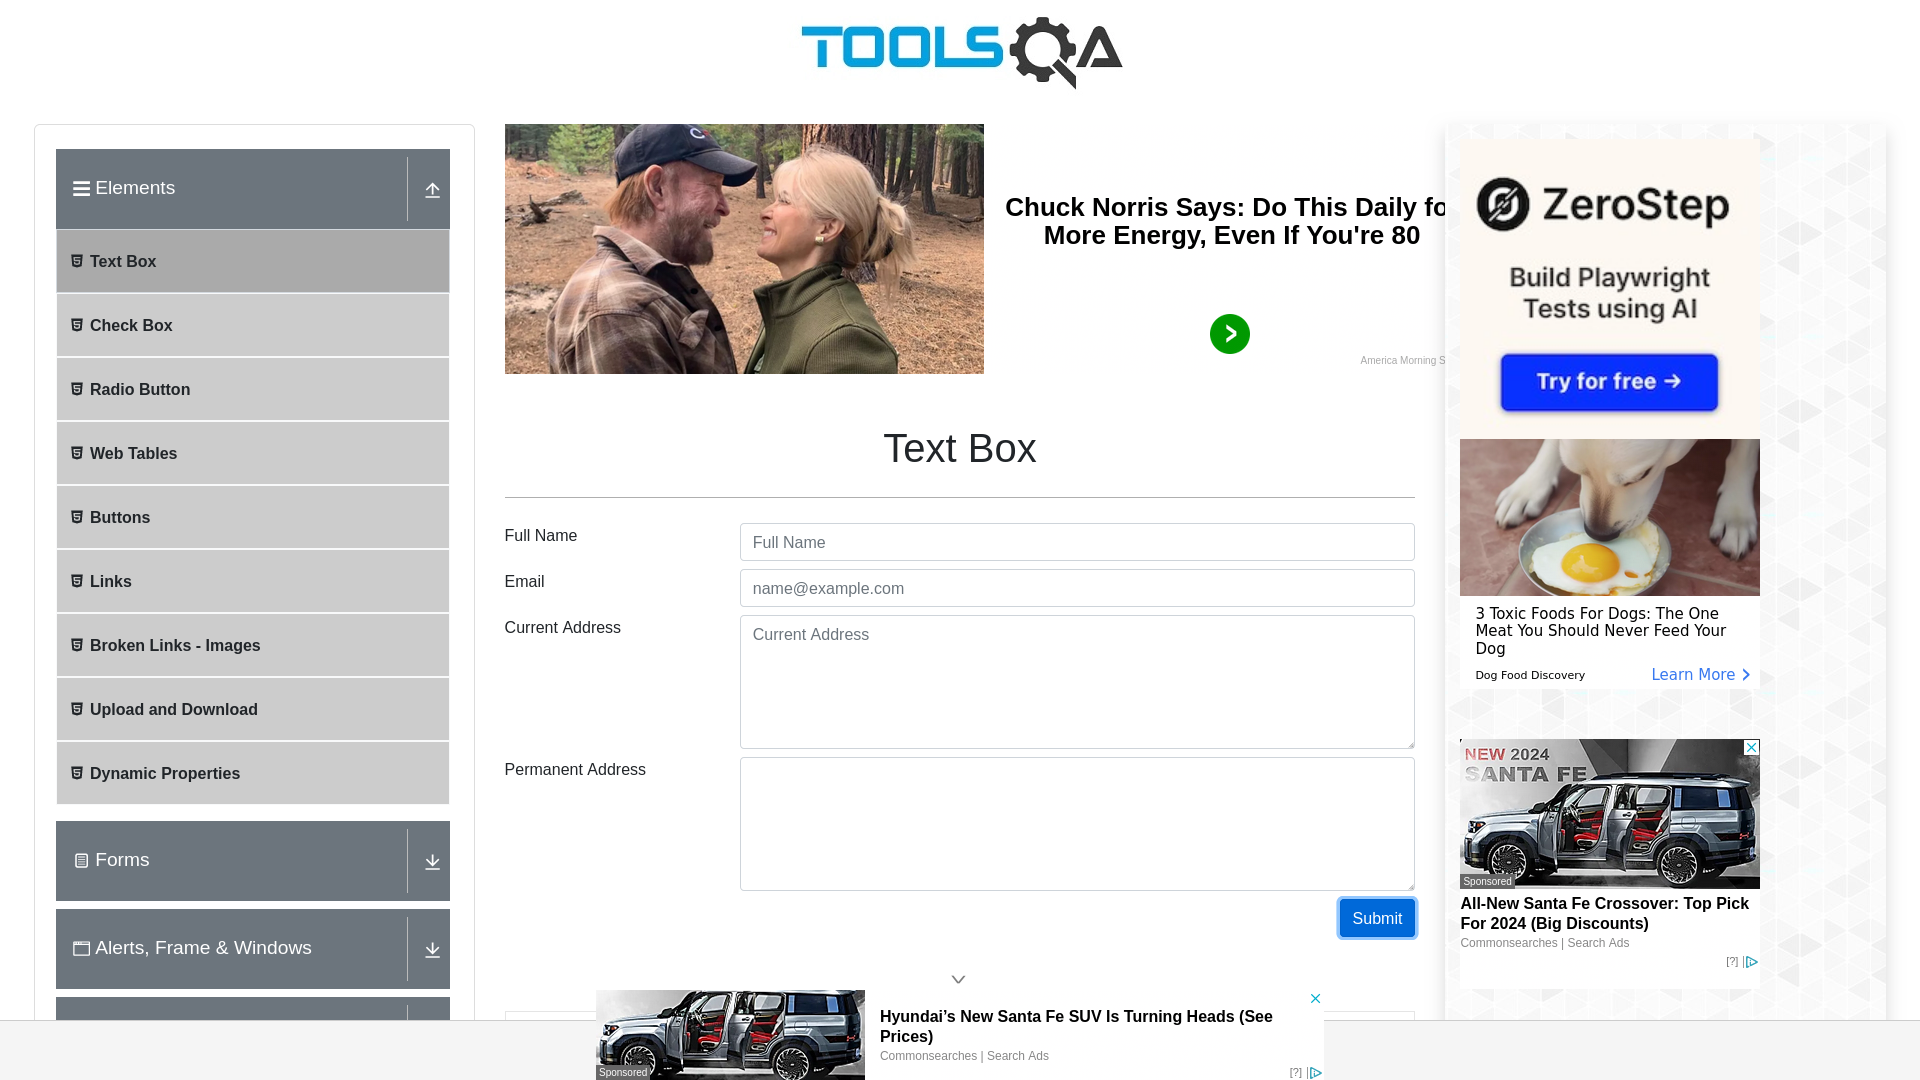 TOOLSQA
Elements
Text Box
Check Box
Radio Button
Web Tables
Buttons
Links
Broken Links - Images
Upload and Download
Dynamic Properties
Forms
Alerts, Frame & Windows
Chuck Norris Says: Do This Daily fo
More Energy, Even If You're 80
America Morning S
Text Box
Full Name
Full Name
Email
name@example.com
Current Address
Current Address
Permanent Address
Submit
Sponsored
Hyundai’s New Santa Fe SUV Is Turning Heads (See
Prices)
Commonsearches | Search Ads
[?]
ZeroStep
Build Playwright
Tests using AI
Try for free →
3 Toxic Foods For Dogs: The One
Meat You Should Never Feed Your
Dog
Dog Food Discovery
Learn More
NEW 2024
SANTA FE
Sponsored
All-New Santa Fe Crossover: Top Pick
For 2024 (Big Discounts)
Commonsearches | Search Ads
[?]